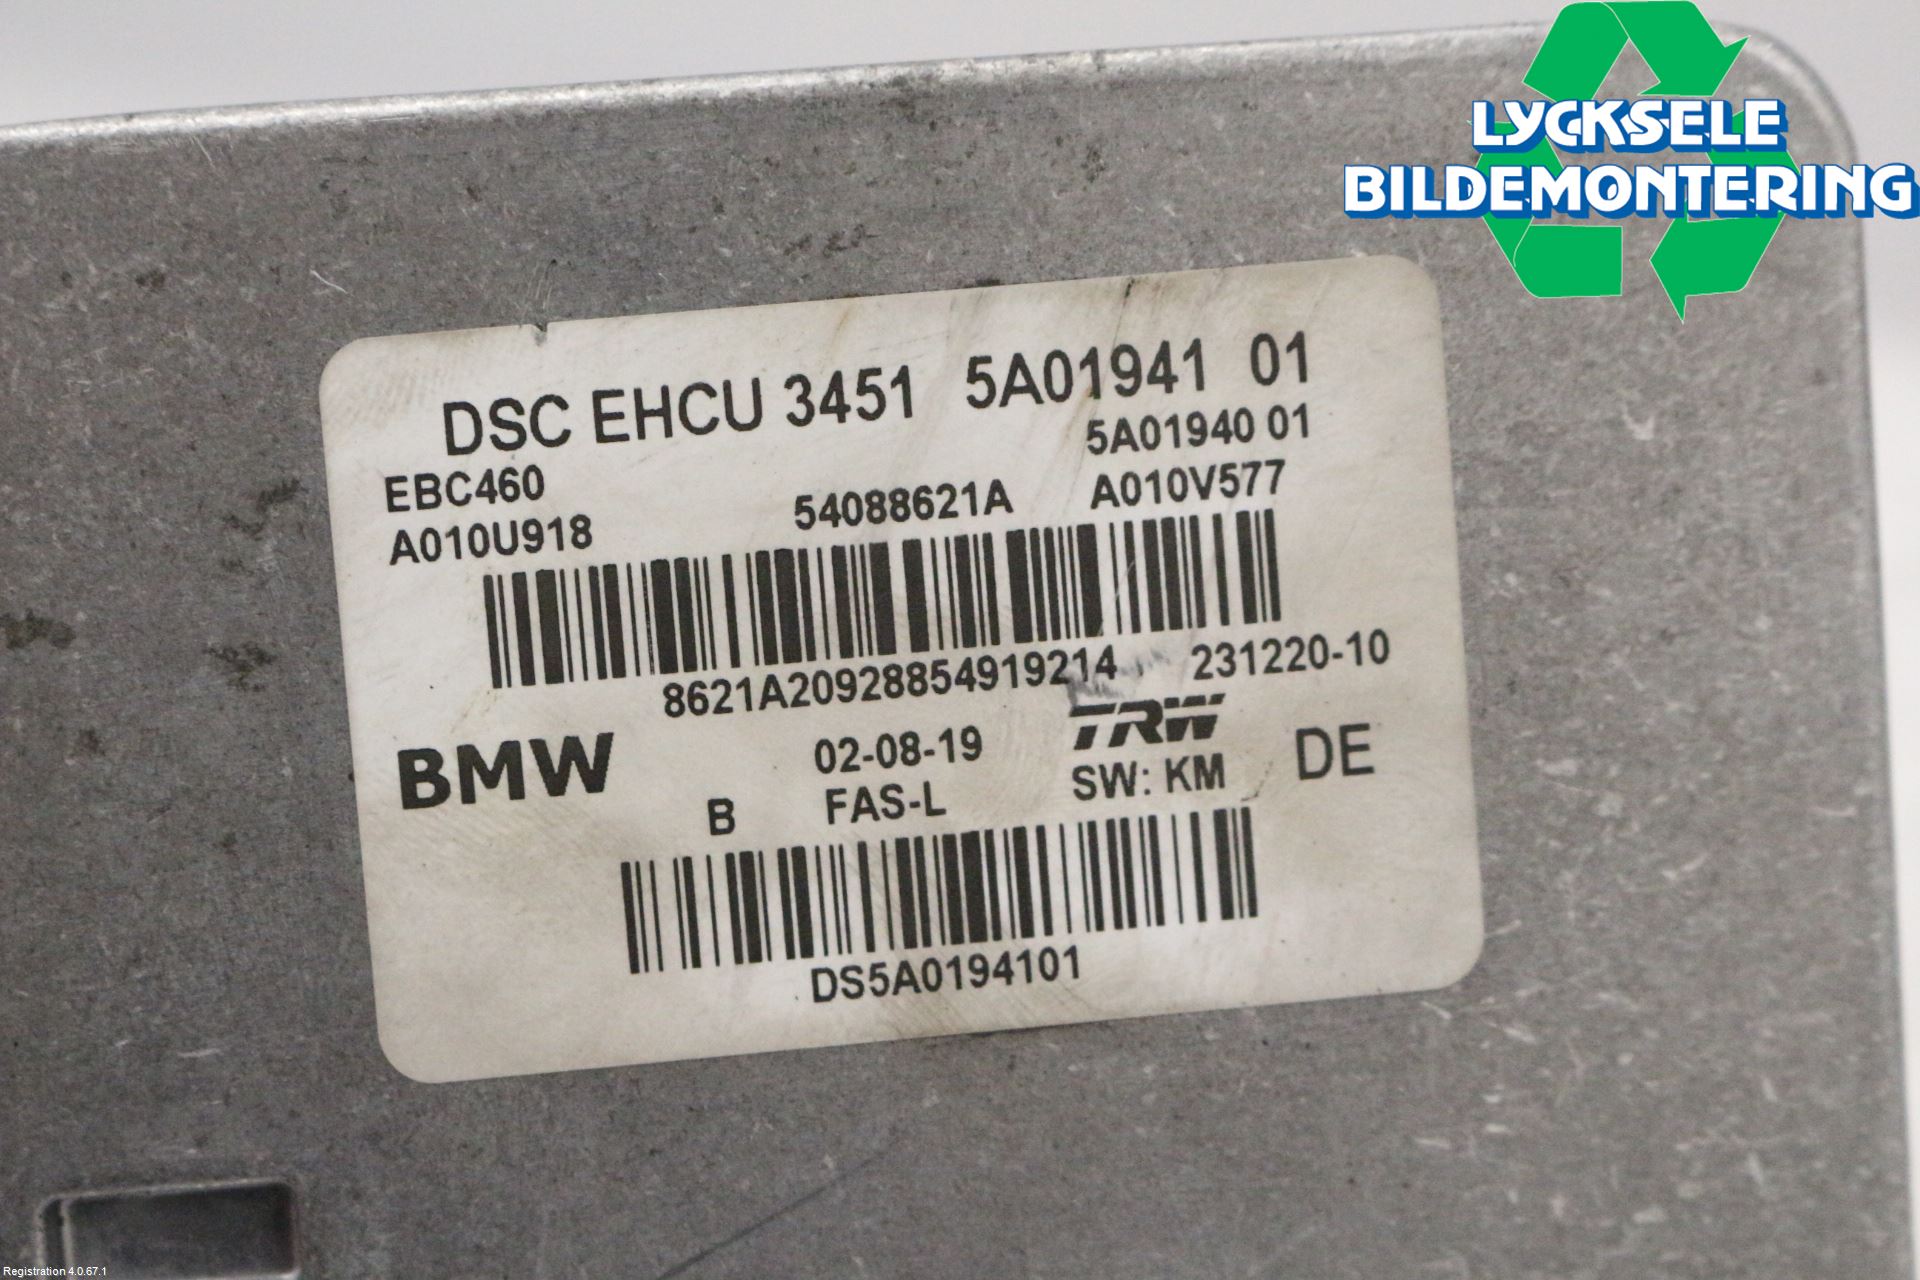 LYCKSELE
BILDEMONTERING
DSC EHCU 3451 5A01941 01
5A01940 01
EBC460
A010U918 54088621A A010V577
8621A20928854919214 231220-10
BMW 02-08-19 TRW DE
B FAS-L SW: KM
DS5A0194101
Registration 4.0.67.1